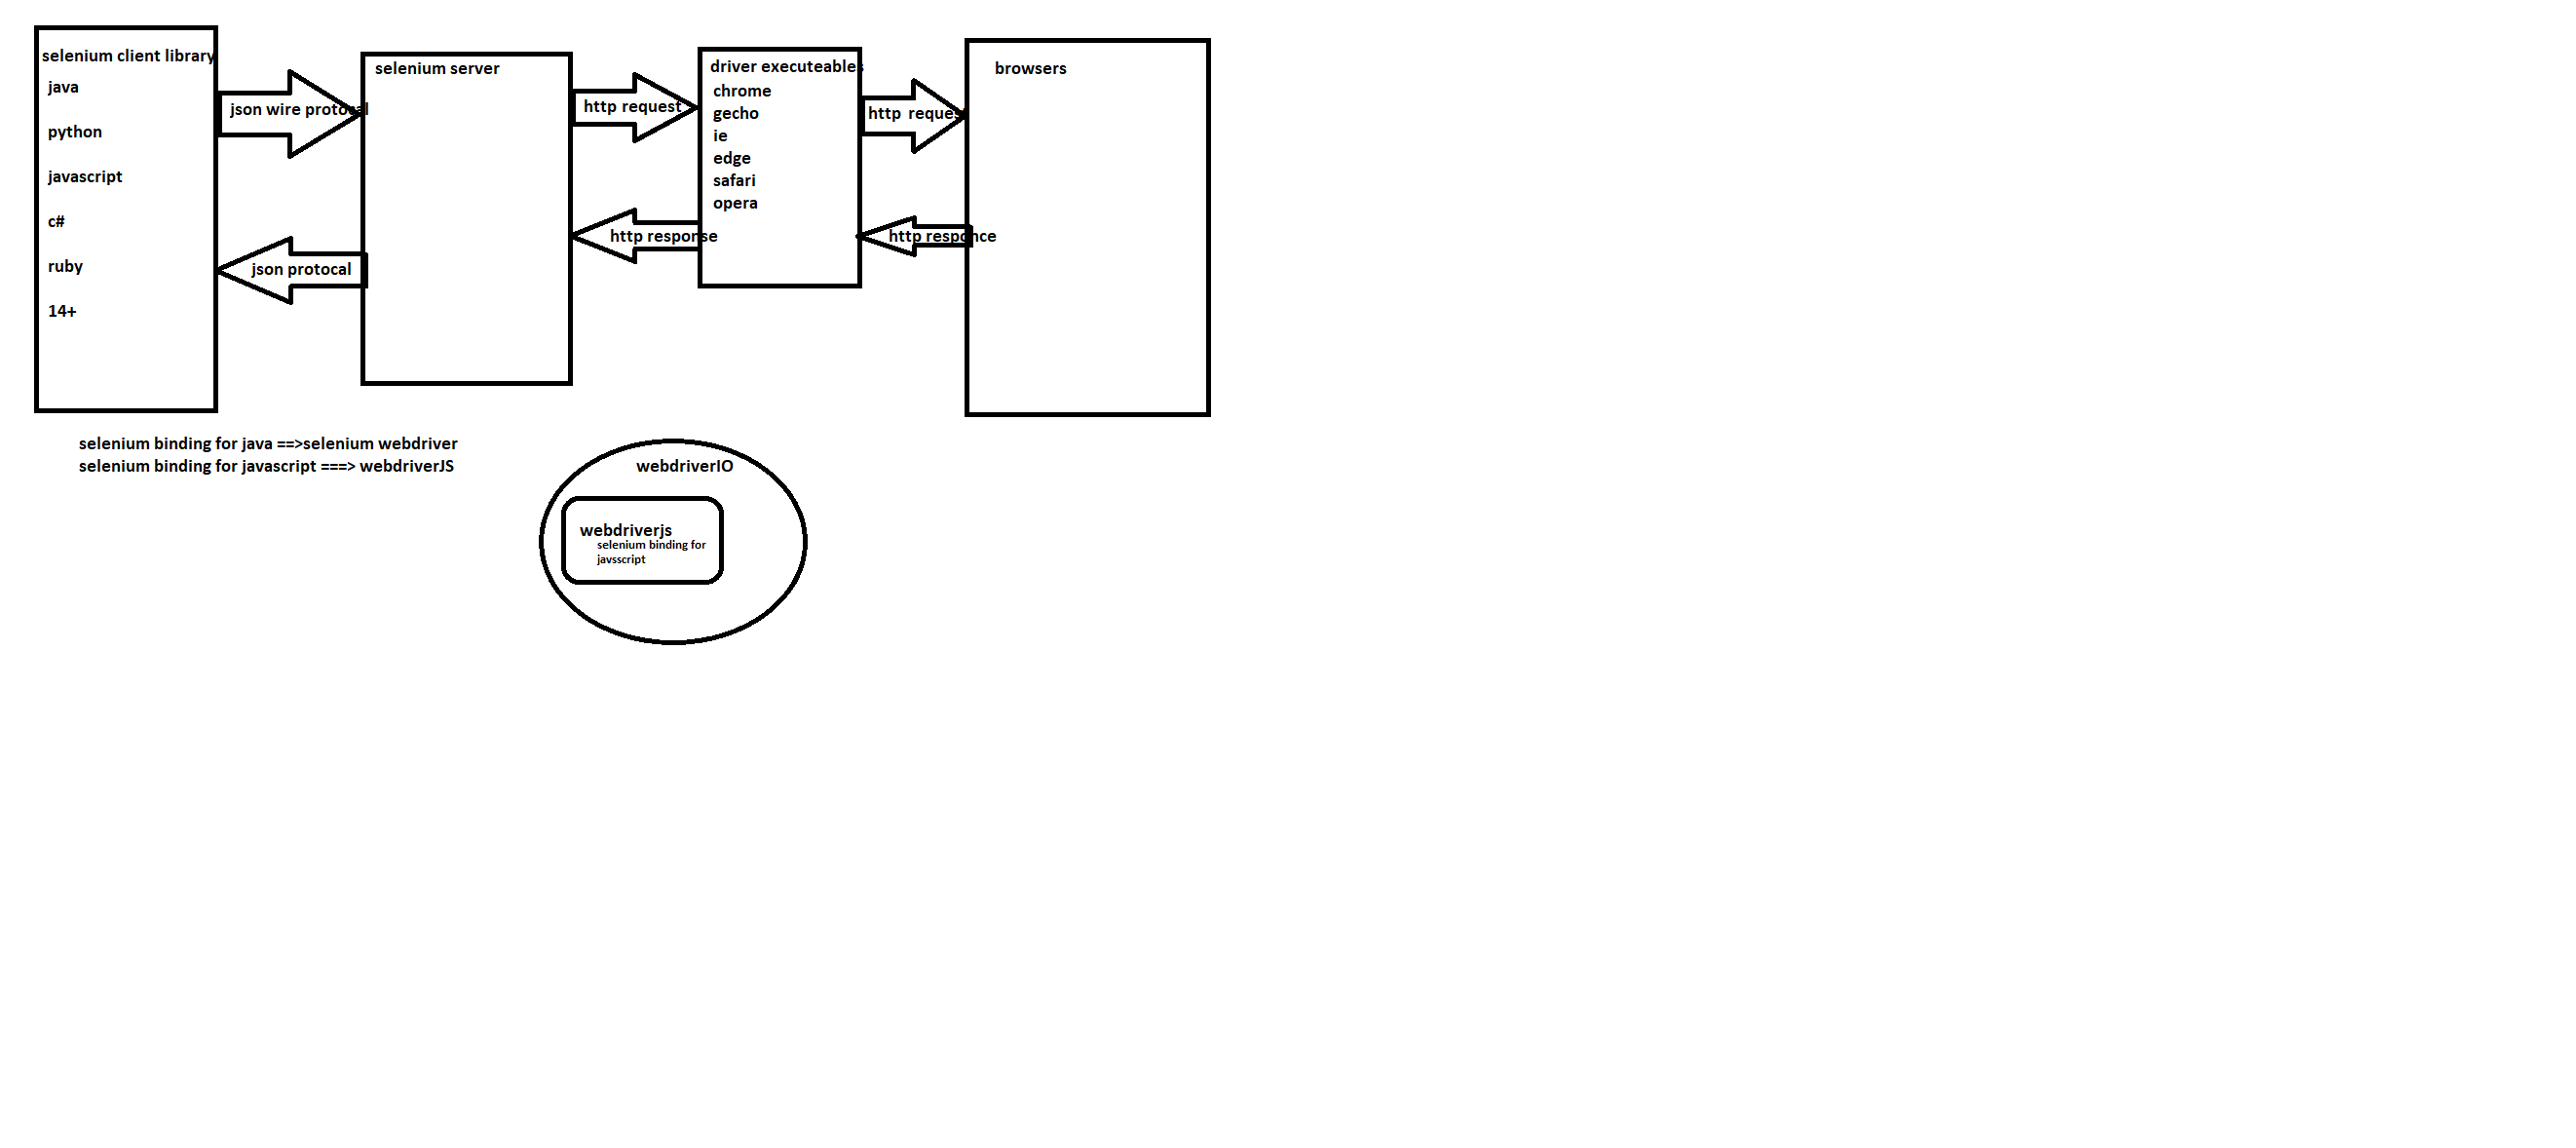 selenium client library
java
python
javascript
c#
ruby
14+
json wire protocal
json protocal
selenium server
http request
http response
driver executeables
chrome
gecho
ie
edge
safari
opera
http  request
http responce
browsers
selenium binding for java ==>selenium webdriver
selenium binding for javascript ===> webdriverJS
webdriverIO
webdriverjs
selenium binding for
javsscript